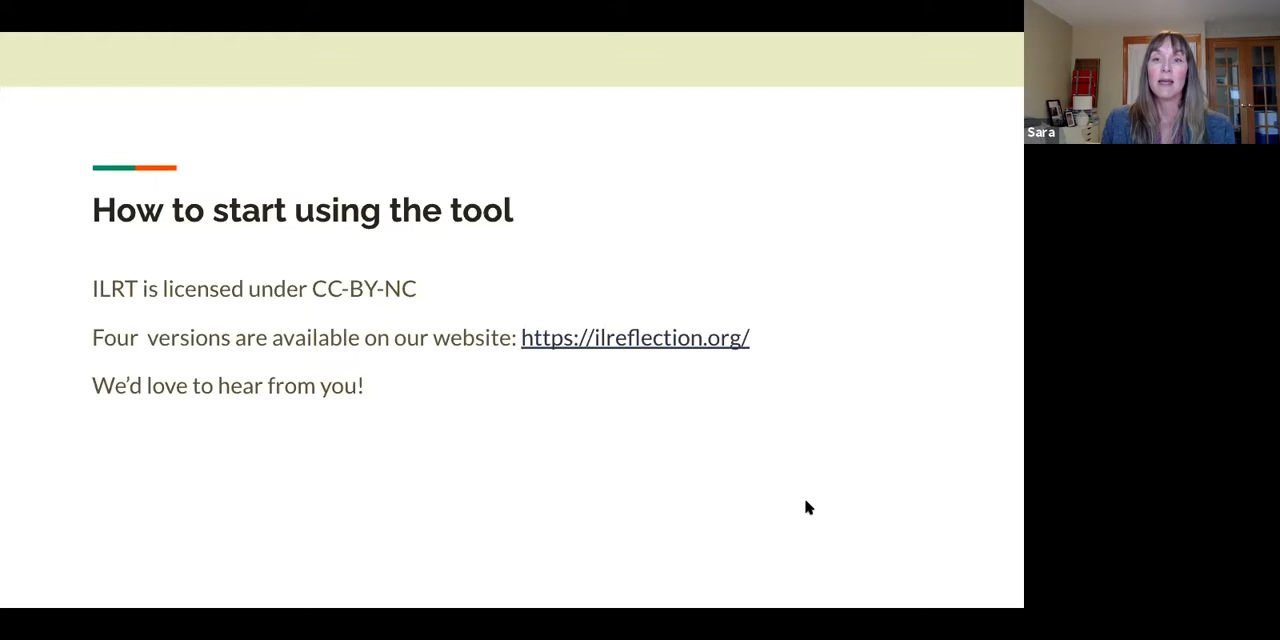 How to start using the tool
ILRT is licensed under CC-BY-NC
Four versions are available on our website: https://ilreflection.org/
We'd love to hear from you!
Sara